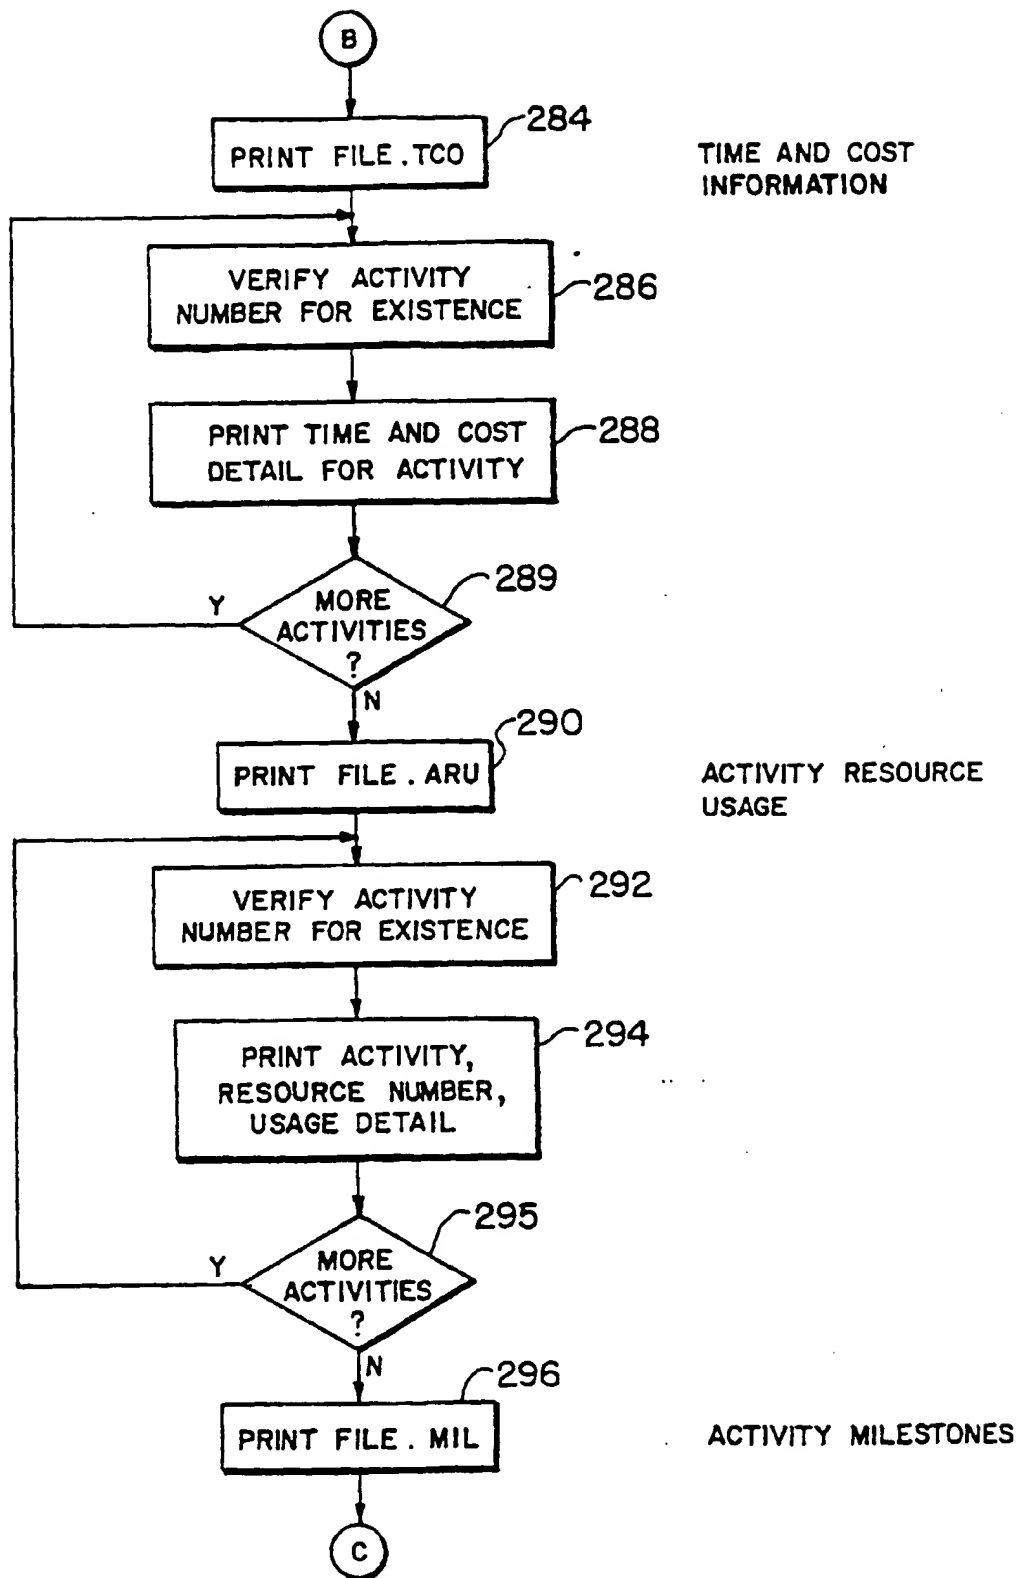 B
PRINT FILE.TCO
284
TIME AND COST
INFORMATION
VERIFY ACTIVITY
NUMBER FOR EXISTENCE
286
PRINT TIME AND COST
DETAIL FOR ACTIVITY
288
MORE
ACTIVITIES
?
289
Y
N
PRINT FILE. ARU
290
ACTIVITY RESOURCE
USAGE
VERIFY ACTIVITY
NUMBER FOR EXISTENCE
292
PRINT ACTIVITY,
RESOURCE NUMBER,
USAGE DETAIL
294
MORE
ACTIVITIES
?
295
Y
N
PRINT FILE. MIL
296
ACTIVITY MILESTONES
C